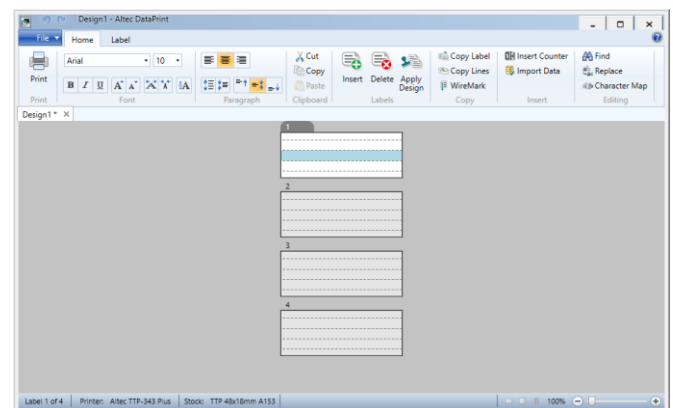 Design1 - Altec DataPrint
File Home Label
Arial 10 Cut Copy Label Insert Counter Find
Copy Copy Lines Import Data Replace
Print B I U A A A A A Paste Insert Delete Apply Design WireMark Character Map
Print Font Paragraph Clipboard Labels Copy Insert Editing
Design1 * X
1
2
3
4
Label 1 of 4 Printer: Altec TTP-343 Plus Stock: TTP 48x18mm A153 100%